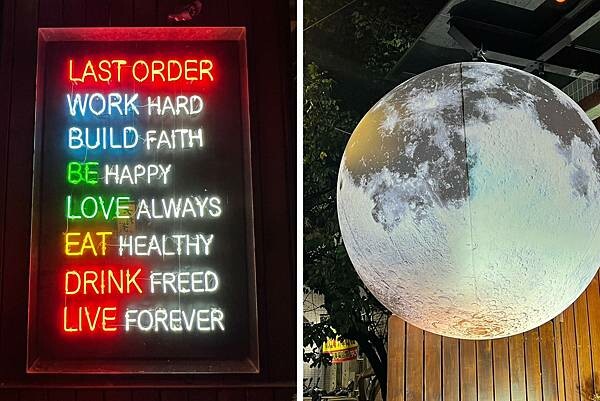 LAST ORDER
WORK HARD
BUILD FAITH
BE HAPPY
LOVE ALWAYS
EAT HEALTHY
DRINK FREED
LIVE FOREVER